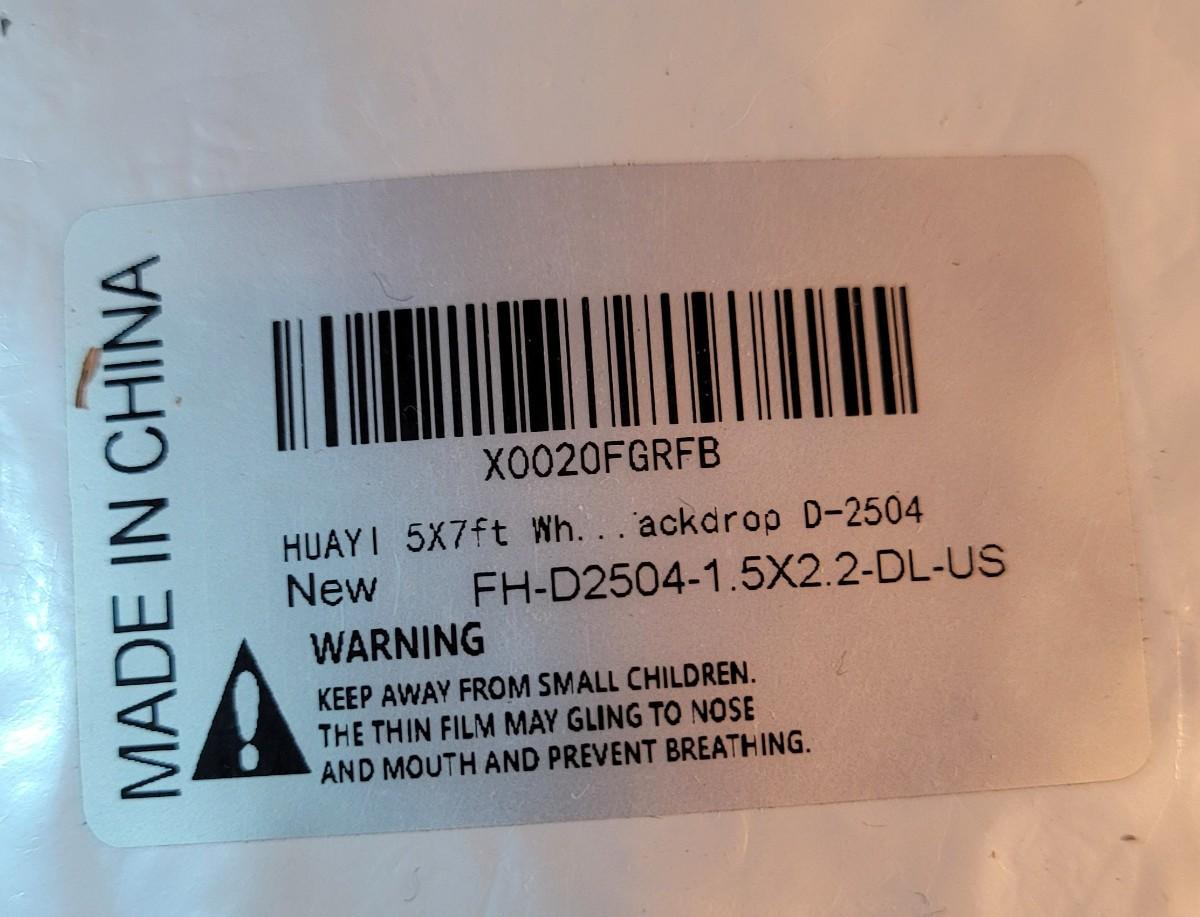 MADE IN CHINA
X0020FGRFB
HUAYI 5X7ft Wh...ackdrop D-2504
New FH-D2504-1.5X2.2-DL-US
WARNING
KEEP AWAY FROM SMALL CHILDREN.
THE THIN FILM MAY GLING TO NOSE
AND MOUTH AND PREVENT BREATHING.